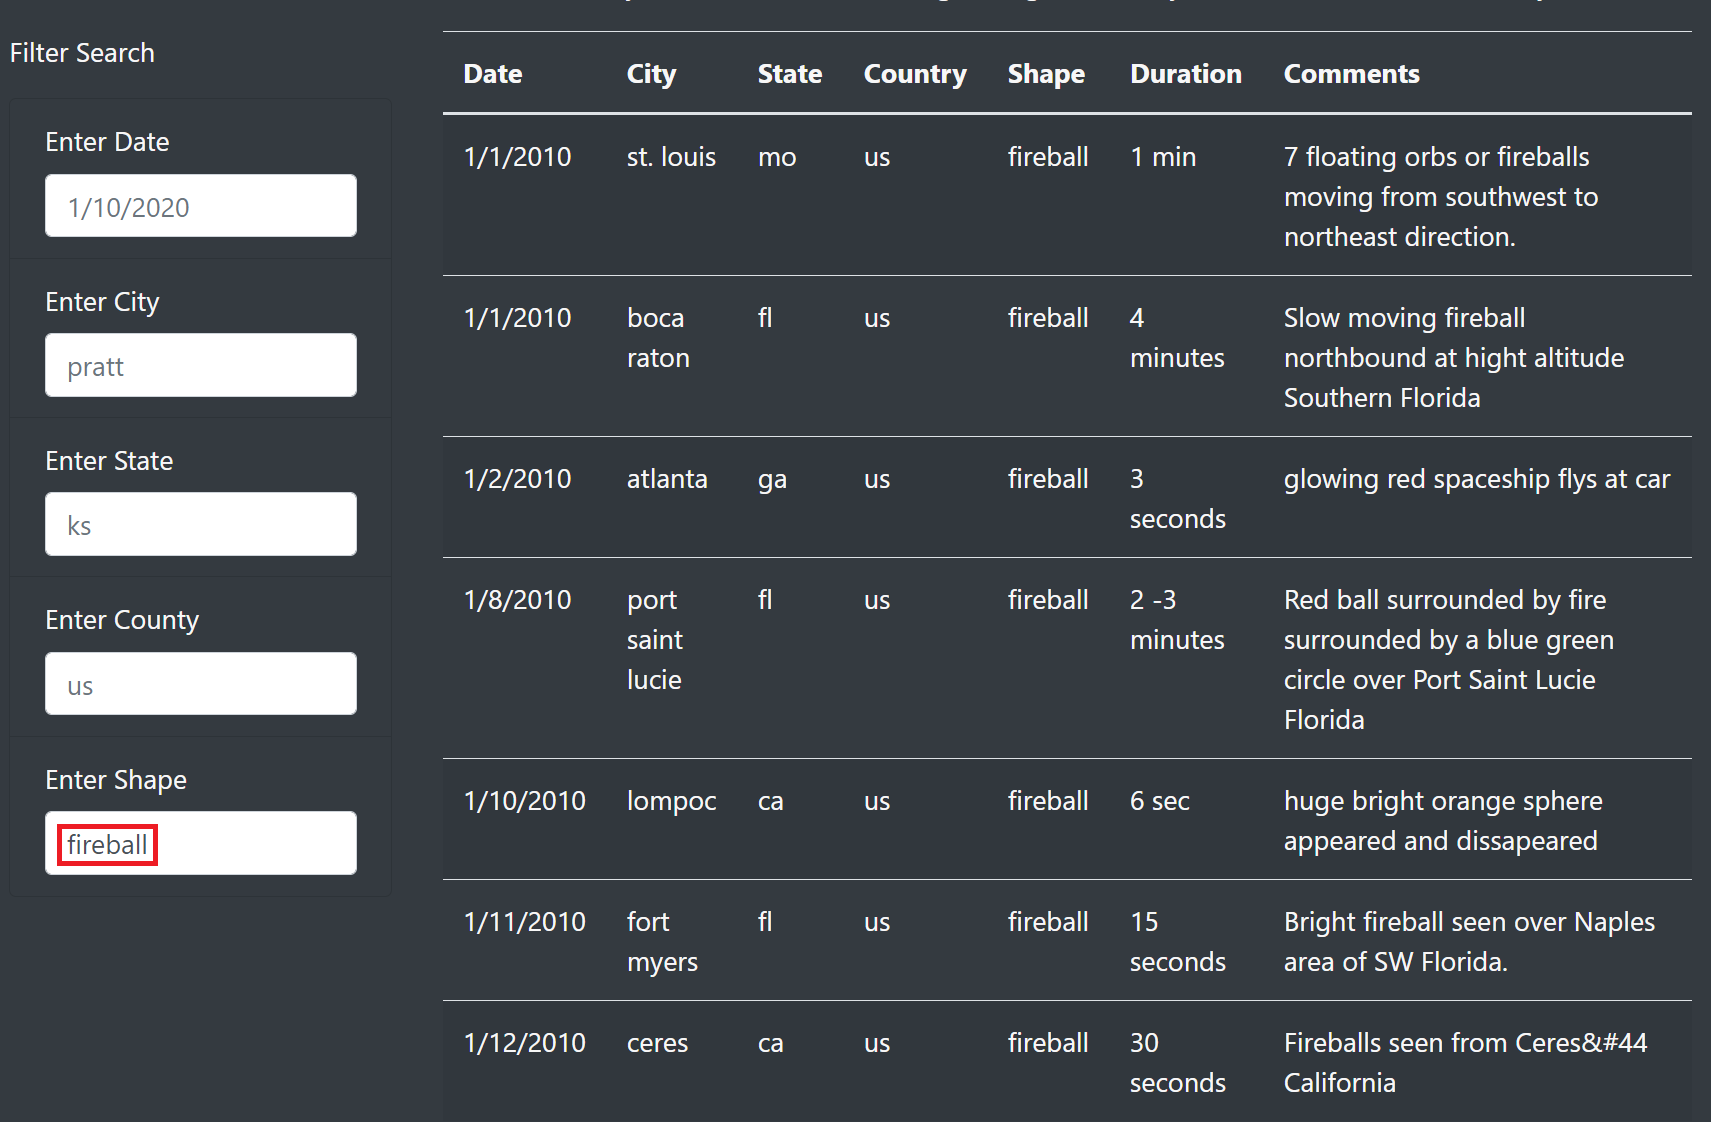 Filter Search
Enter Date
1/10/2020
Enter City
pratt
Enter State
ks
Enter County
us
Enter Shape
fireball
Date City State Country Shape Duration Comments
1/1/2010 st. louis mo us fireball 1 min 7 floating orbs or fireballs
moving from southwest to
northeast direction.
1/1/2010 boca fl us fireball 4 Slow moving fireball
raton minutes northbound at hight altitude
Southern Florida
1/2/2010 atlanta ga us fireball 3 glowing red spaceship flys at car
seconds
1/8/2010 port fl us fireball 2 -3 Red ball surrounded by fire
saint minutes surrounded by a blue green
lucie circle over Port Saint Lucie
Florida
1/10/2010 lompoc ca us fireball 6 sec huge bright orange sphere
appeared and dissapeared
1/11/2010 fort fl us fireball 15 Bright fireball seen over Naples
myers seconds area of SW Florida.
1/12/2010 ceres ca us fireball 30 Fireballs seen from Ceres&#44
seconds California